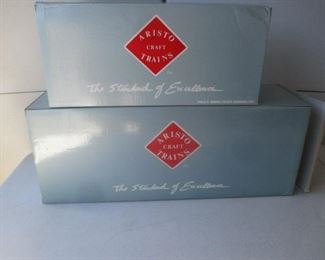 ARISTO
CRAFT
TRAINS
The Standard of Excellence
ARISTO
CRAFT
TRAINS
The Standard of Excellence